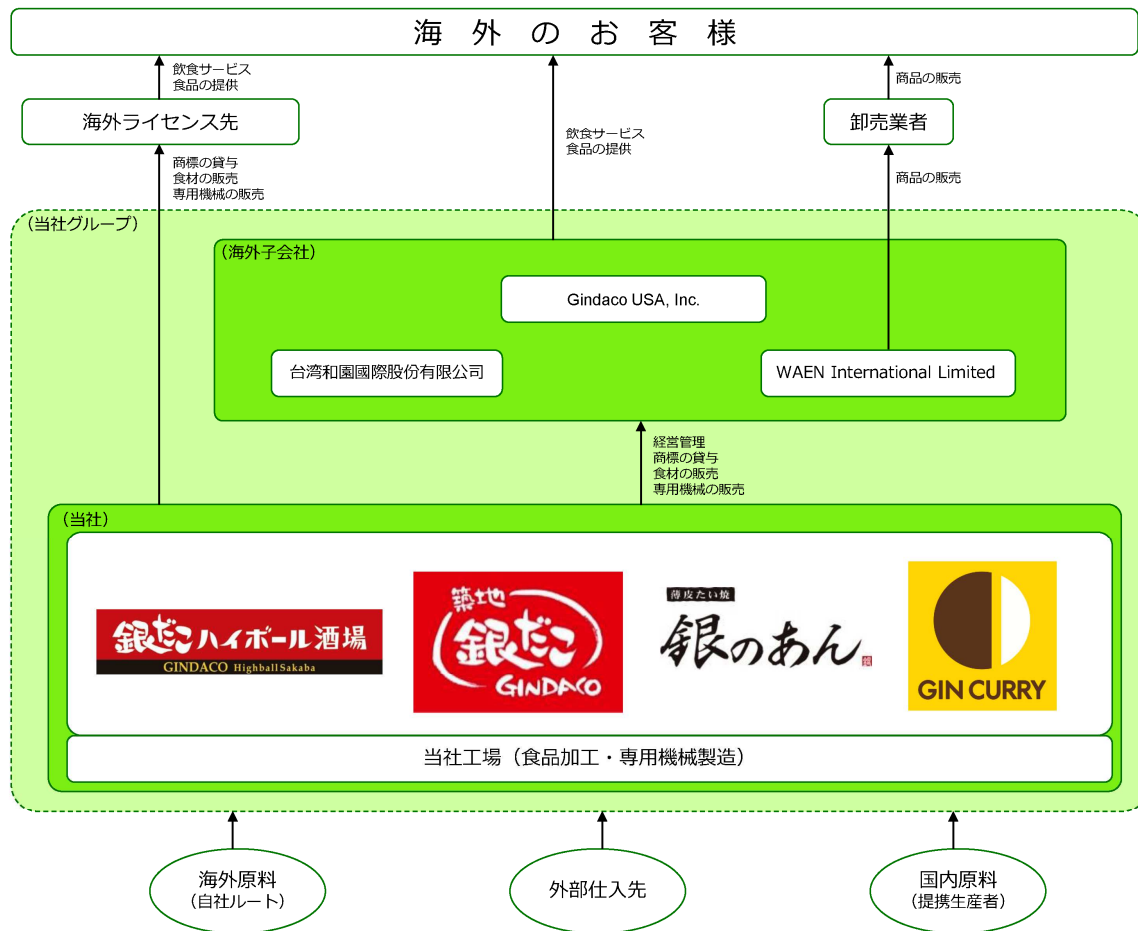 海外のお客様
飲食サービス
食品の提供
商品の販売
海外ライセンス先
卸売業者
飲食サービス
食品の提供
商標の貸与
食材の販売
専用機械の販売
商品の販売
（当社グループ）
（海外子会社）
Gindaco USA, Inc.
台湾和園國際股份有限公司
WAEN International Limited
経営管理
商標の貸与
食材の販売
専用機械の販売
（当社）
銀だこハイボール酒場
GINDACO HighballSakaba
築地
銀だこ
GINDACO
薄皮たい焼
銀のあん
GIN CURRY
当社工場（食品加工・専用機械製造）
海外原料
（自社ルート）
外部仕入先
国内原料
（提携生産者）